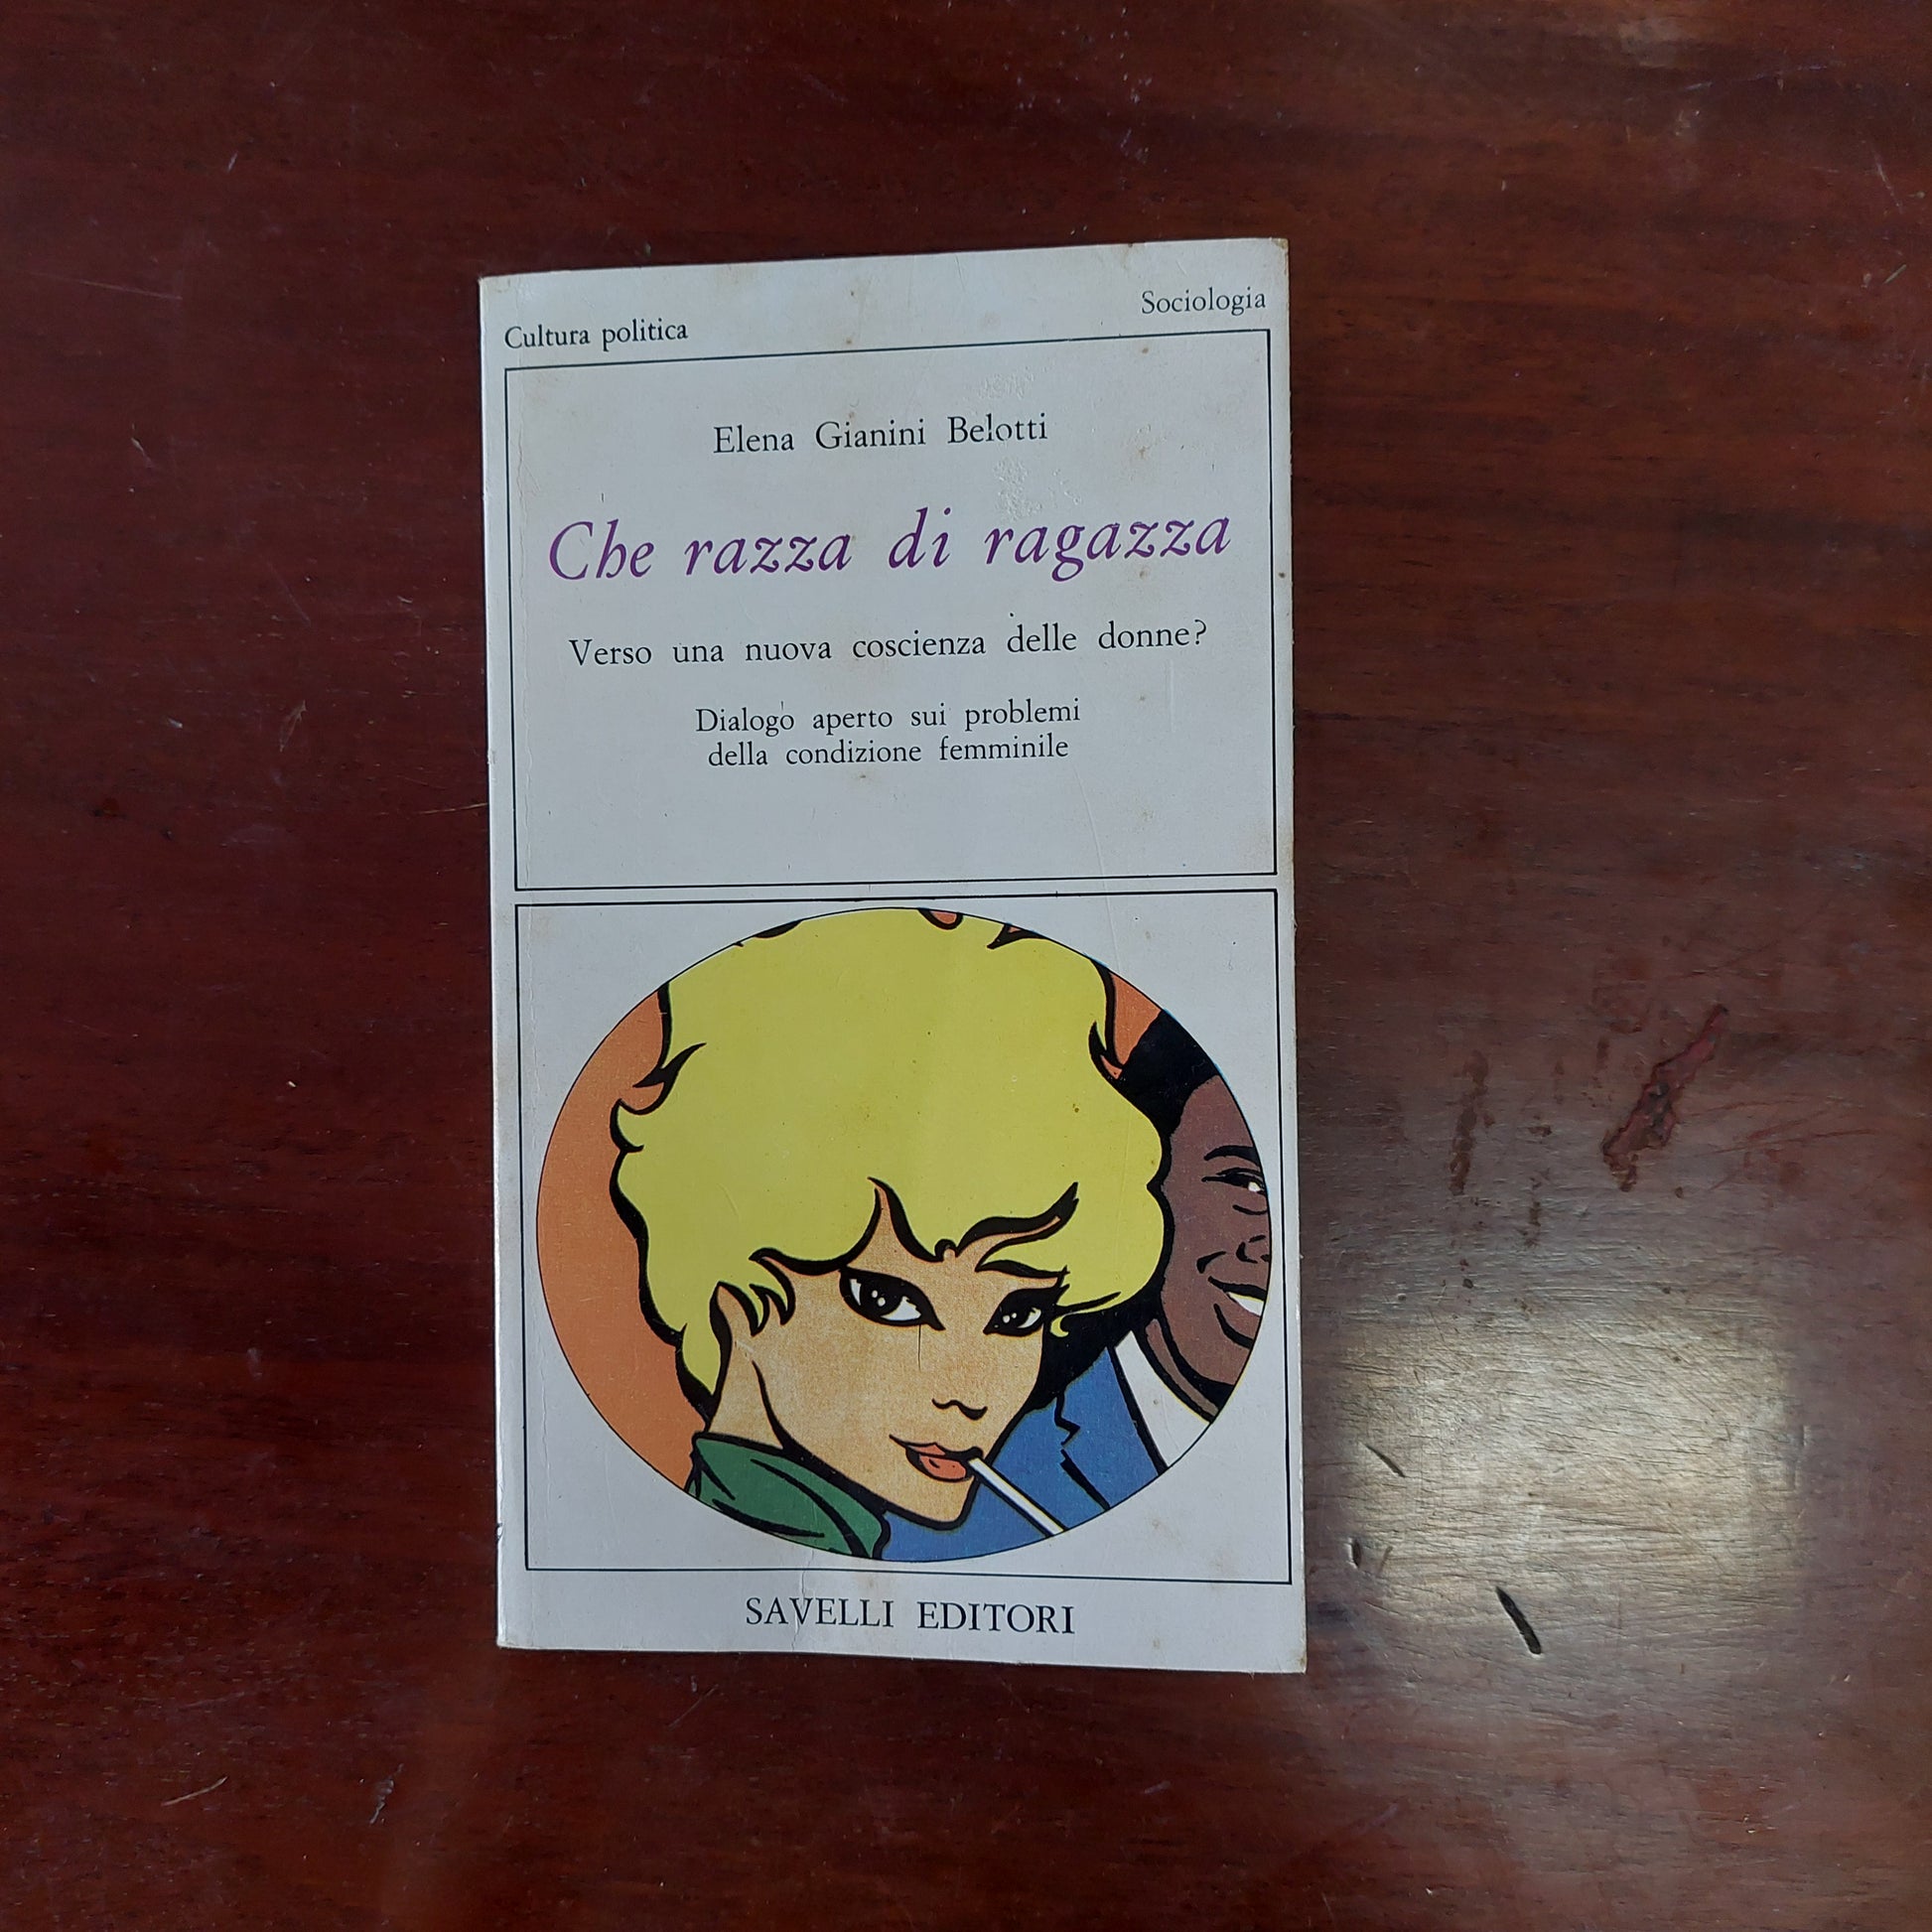 Cultura politica
Sociologia
Elena Gianini Belotti
Che razza di ragazza
Verso una nuova coscienza delle donne?
Dialogo aperto sui problemi
della condizione femminile
SAVELLI EDITORI